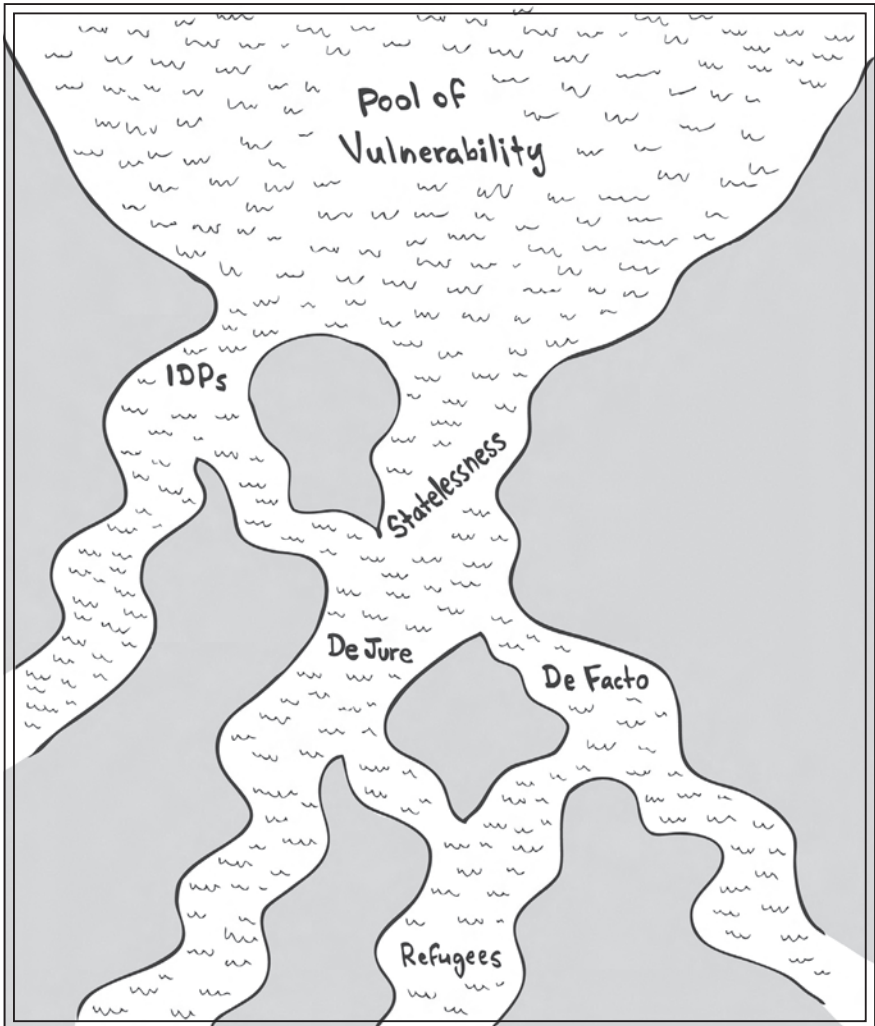 Pool of
Vulnerability
IDPs
Statelessness
De Jure
De Facto
Refugees